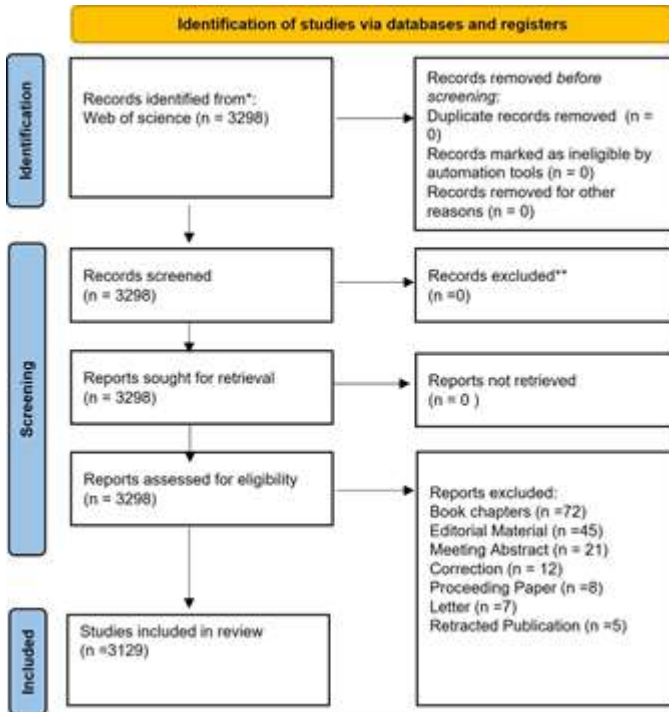 Identification of studies via databases and registers
Identification
Records identified from*:
Web of science (n = 3298)
Records removed before
screening:
Duplicate records removed (n =
0)
Records marked as ineligible by
automation tools (n = 0)
Records removed for other
reasons (n = 0)
Screening
Records screened
(n = 3298)
Records excluded**
(n =0)
Reports sought for retrieval
(n = 3298)
Reports not retrieved
(n = 0 )
Reports assessed for eligibility
(n = 3298)
Reports excluded:
Book chapters (n =72)
Editorial Material (n =45)
Meeting Abstract (n = 21)
Correction (n = 12)
Proceeding Paper (n =8)
Letter (n =7)
Retracted Publication (n =5)
Included
Studies included in review
(n =3129)